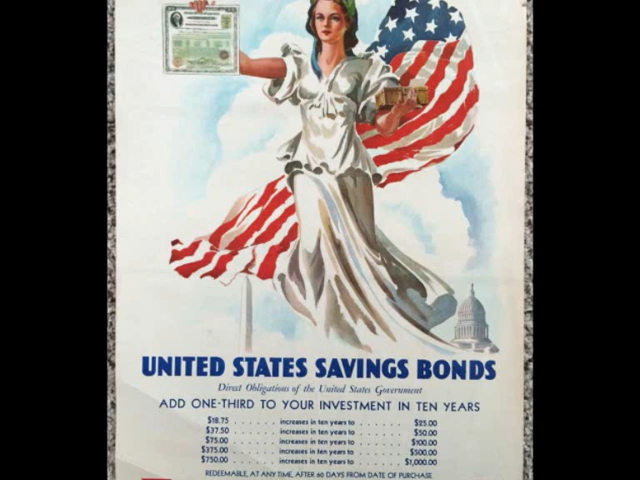 UNITED STATES SAVINGS BONDS
Direct Obligations of the United States Government
ADD ONE-THIRD TO YOUR INVESTMENT IN TEN YEARS
$18.75 . . . . . . . . increases in ten years to . . . . . . . . $25.00
$37.50 . . . . . . . . increases in ten years to . . . . . . . . $50.00
$75.00 . . . . . . . . increases in ten years to . . . . . . . . $100.00
$375.00 . . . . . . . . increases in ten years to . . . . . . . . $500.00
$750.00 . . . . . . . . increases in ten years to . . . . . . . . $1,000.00
REDEEMABLE, AT ANY TIME, AFTER 60 DAYS FROM DATE OF PURCHASE